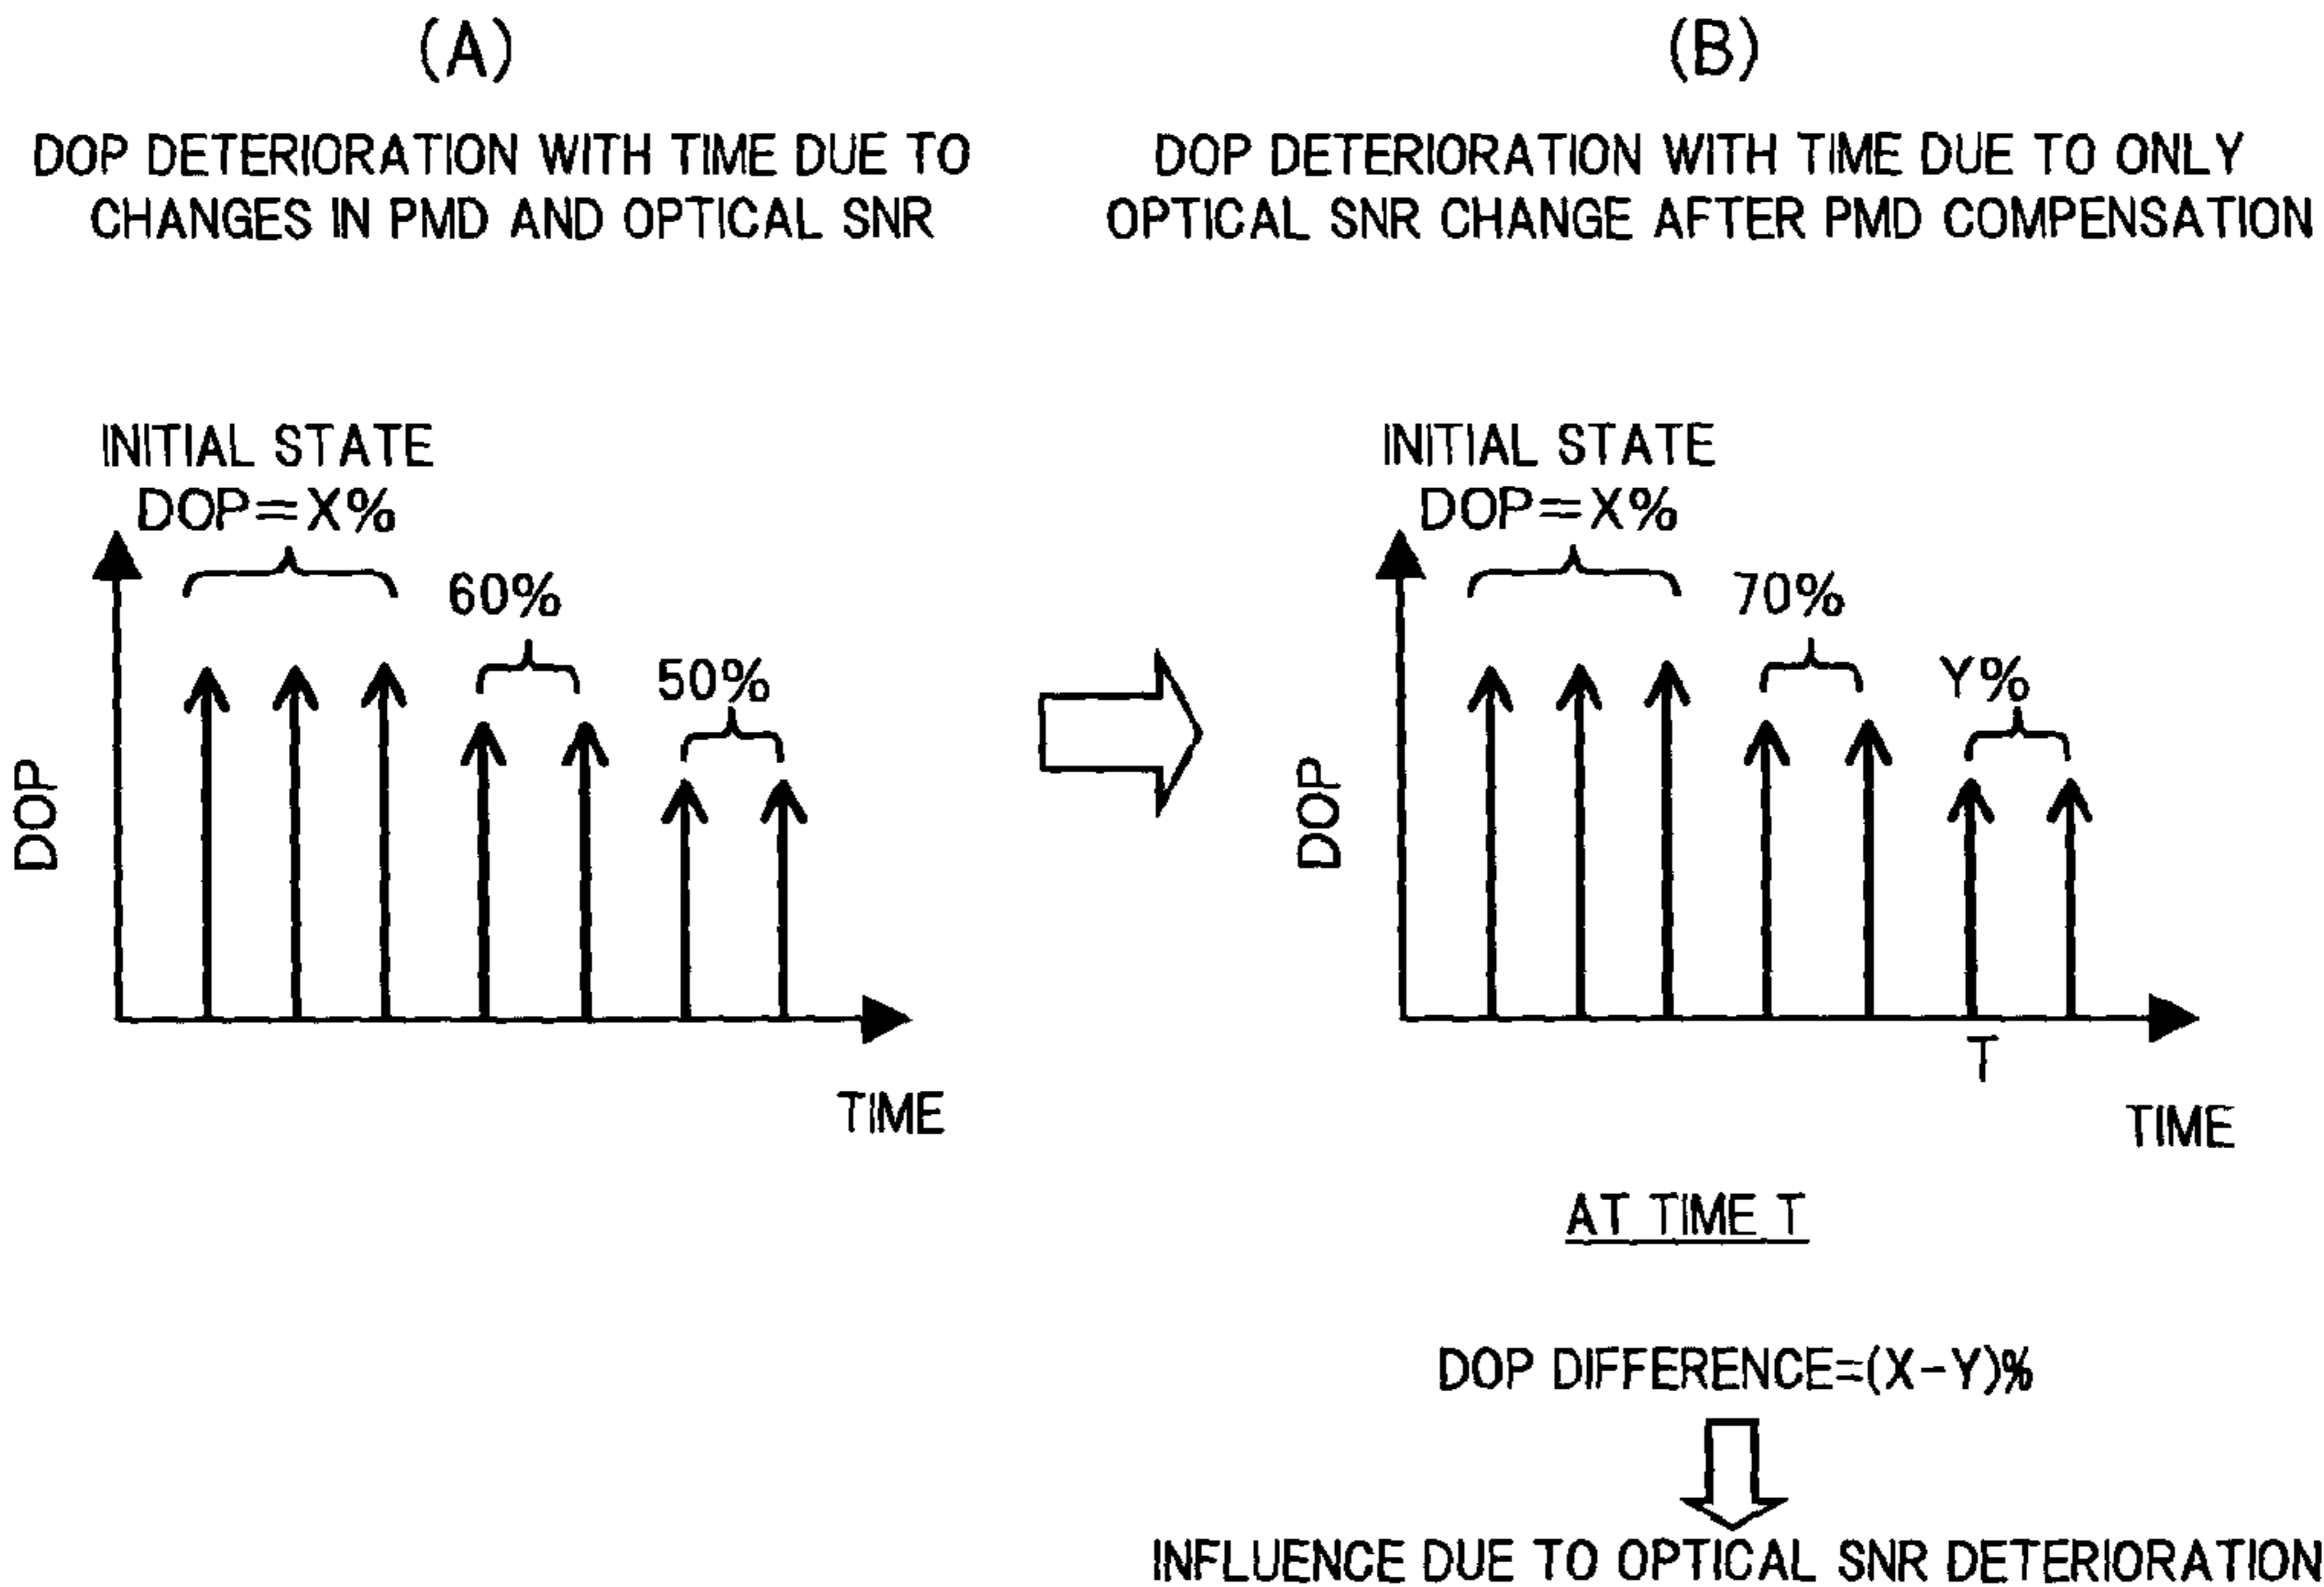 (A)
DOP DETERIORATION WITH TIME DUE TO
CHANGES IN PMD AND OPTICAL SNR
INITIAL STATE
DOP=X%
60%
50%
DOP
TIME
(B)
DOP DETERIORATION WITH TIME DUE TO ONLY
OPTICAL SNR CHANGE AFTER PMD COMPENSATION
INITIAL STATE
DOP=X%
70%
Y%
DOP
T
TIME
AT TIME T
DOP DIFFERENCE=(X-Y)%
INFLUENCE DUE TO OPTICAL SNR DETERIORATION